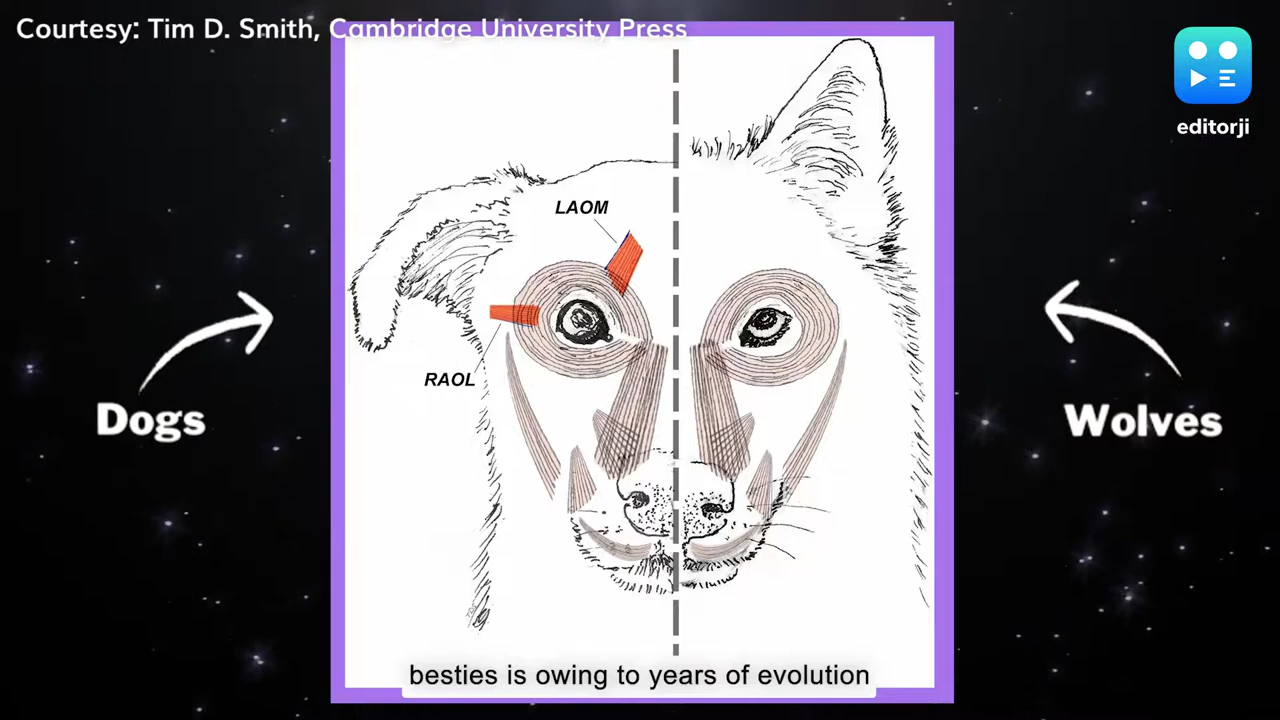 Courtesy: Tim D. Smith, Cambridge University Press
editorji
LAOM
RAOL
Dogs
Wolves
besties is owing to years of evolution